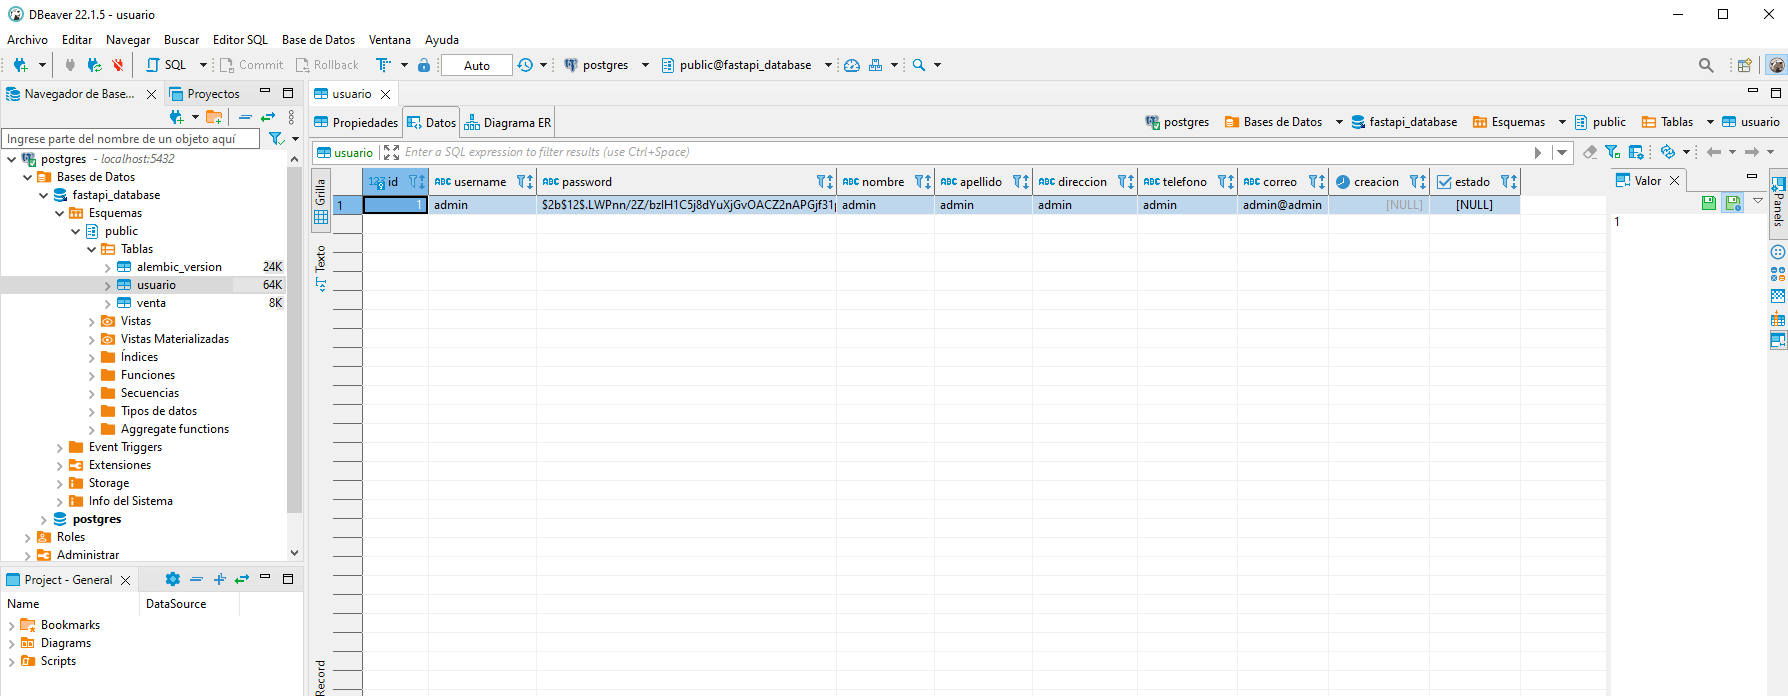 DBeaver 22.1.5 - usuario
Archivo Editar Navegar Buscar Editor SQL Base de Datos Ventana Ayuda
SQL Commit Rollback Auto postgres public@fastapi_database
Navegador de Base... Proyectos
Ingrese parte del nombre de un objeto aquí
postgres - localhost:5432
Bases de Datos
fastapi_database
Esquemas
public
Tablas
alembic_version 24K
usuario 64K
venta 8K
Vistas
Vistas Materializadas
Índices
Funciones
Secuencias
Tipos de datos
Aggregate functions
Event Triggers
Extensiones
Storage
Info del Sistema
postgres
Roles
Administrar
Project - General
Name DataSource
Bookmarks
Diagrams
Scripts
usuario
Propiedades Datos Diagrama ER
postgres Bases de Datos fastapi_database Esquemas public Tablas usuario
usuario Enter a SQL expression to filter results (use Ctrl+Space)
Grilla
Texto
Record
123 id ABC username ABC password ABC nombre ABC apellido ABC direccion ABC telefono ABC correo creacion estado
1 1 admin $2b$12$.LWPnn/2Z/bzlH1C5j8dYuXjGvOACZ2nAPGjf31 admin admin admin admin admin@admin [NULL] [NULL]
Valor
1
Panels